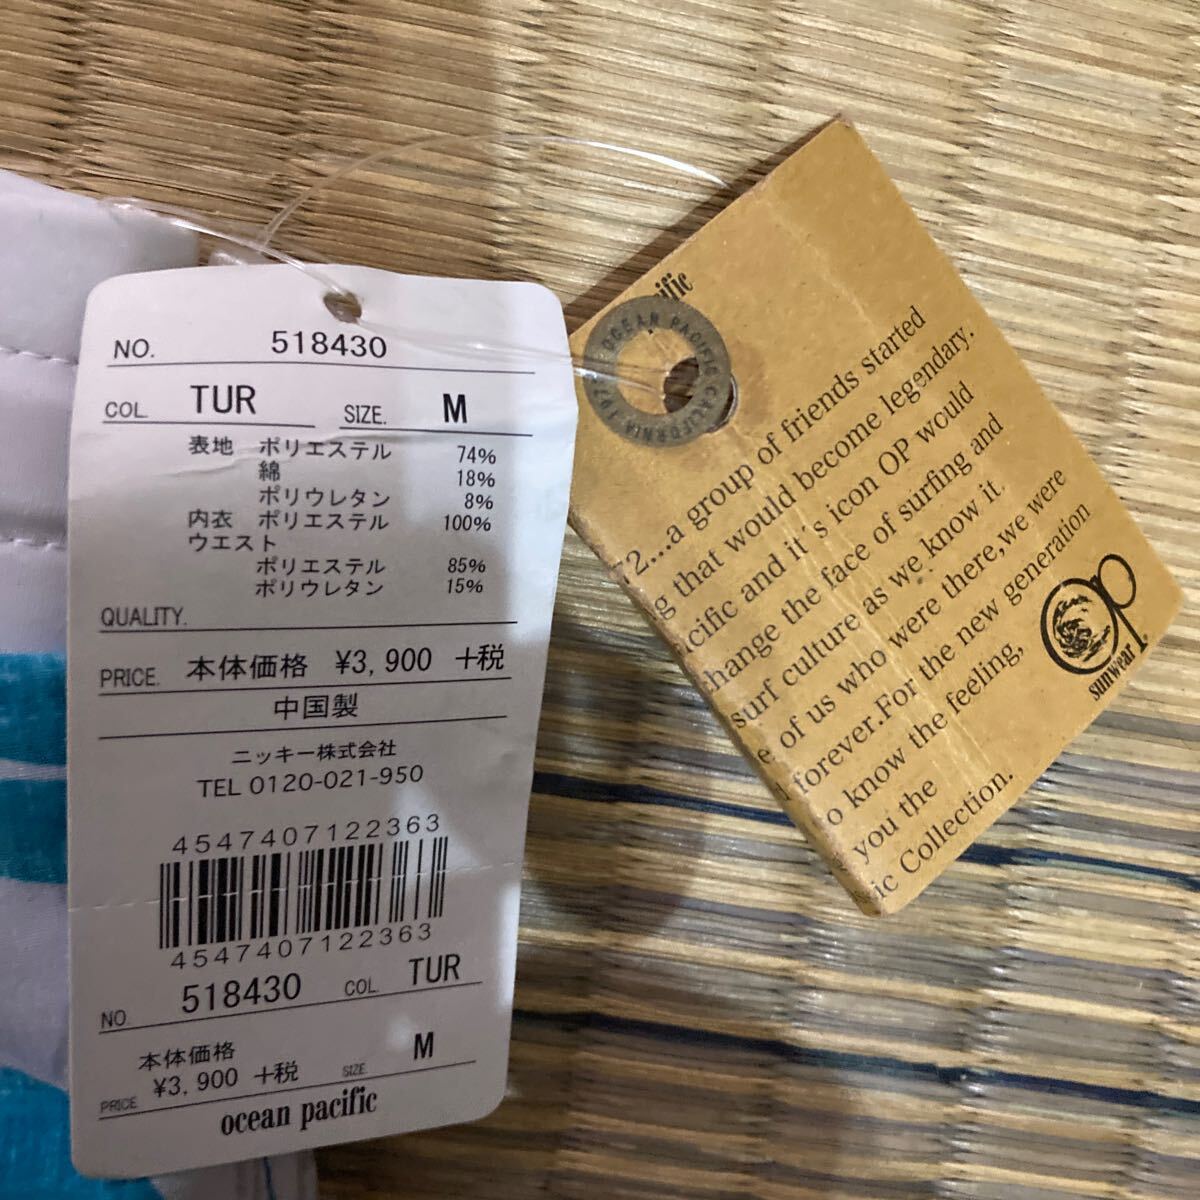 NO. 518430
COL. TUR SIZE. M
表地 ポリエステル 74%
綿 18%
ポリウレタン 8%
内衣 ポリエステル 100%
ウエスト
ポリエステル 85%
ポリウレタン 15%
QUALITY.
PRICE. 本体価格 ¥3,900 +税
中国製
ニッキー株式会社
TEL 0120-021-950
4547407122363
4547407122363
NO. 518430 COL. TUR
本体価格
PRICE ¥3,900 +税 SIZE. M
ocean pacific
OCEAN PACIFIC CALIFORNIA 1972
72....a group of friends started
g that would become legendary.
cific and it´s icon OP would
hange the face of surfing and
surf culture as we know it
e of us who were there,we were
forever.For the new generation
o know the feeling,
you the
ic Collection.
op
sunwear